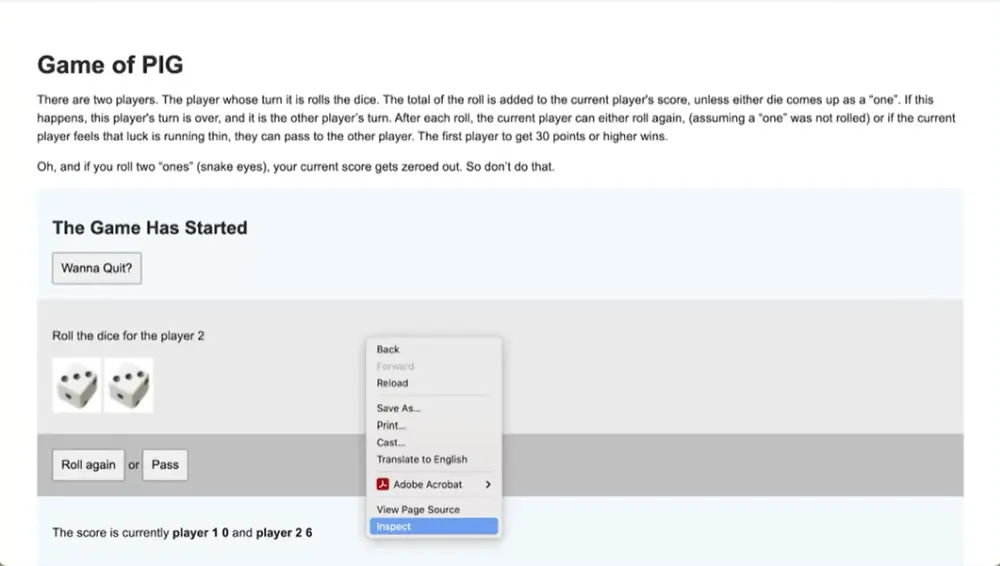 Game of PIG
There are two players. The player whose turn it is rolls the dice. The total of the roll is added to the current player's score, unless either die comes up as a "one". If this
happens, this player's turn is over, and it is the other player's turn. After each roll, the current player can either roll again, (assuming a "one" was not rolled) or if the current
player feels that luck is running thin, they can pass to the other player. The first player to get 30 points or higher wins.
Oh, and if you roll two "ones" (snake eyes), your current score gets zeroed out. So don't do that.
The Game Has Started
Wanna Quit?
Roll the dice for the player 2
Roll again or Pass
The score is currently player 1 0 and player 2 6
Back
Forward
Reload
Save As...
Print...
Cast...
Translate to English
Adobe Acrobat
View Page Source
Inspect